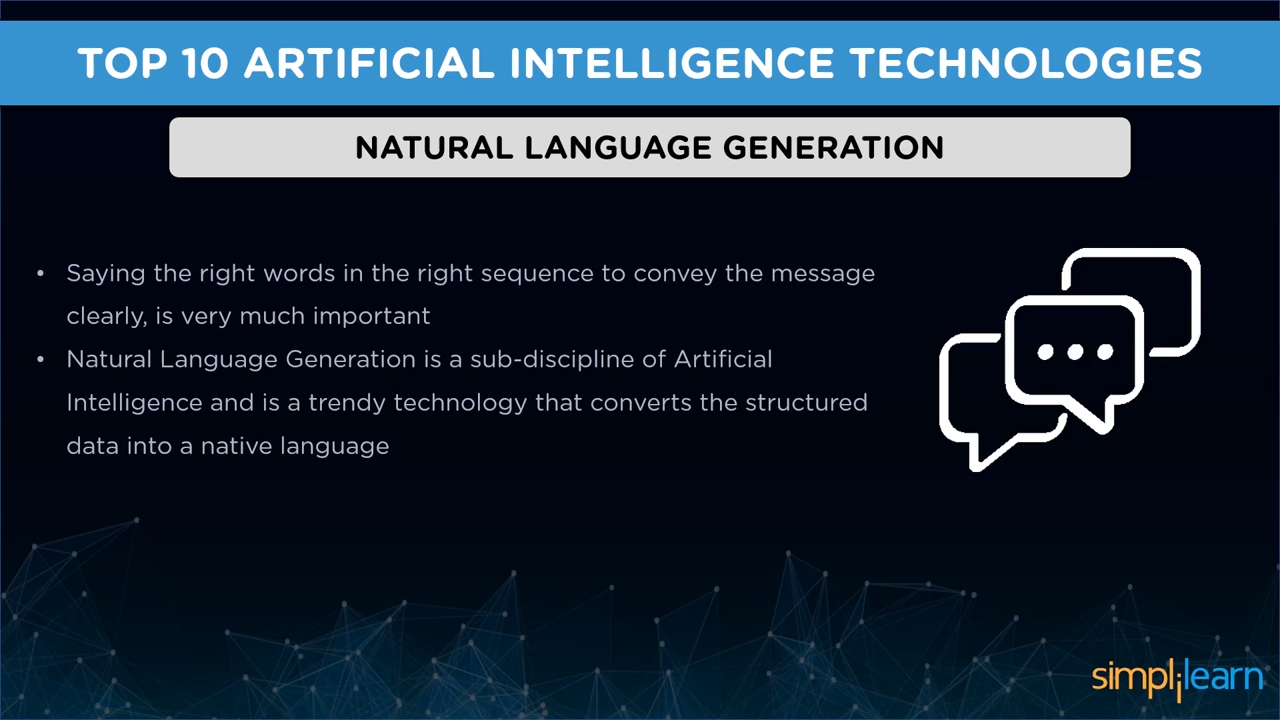 TOP 10 ARTIFICIAL INTELLIGENCE TECHNOLOGIES
NATURAL LANGUAGE GENERATION
• Saying the right words in the right sequence to convey the message
clearly, is very much important
• Natural Language Generation is a sub-discipline of Artificial
Intelligence and is a trendy technology that converts the structured
data into a native language
simplilearn